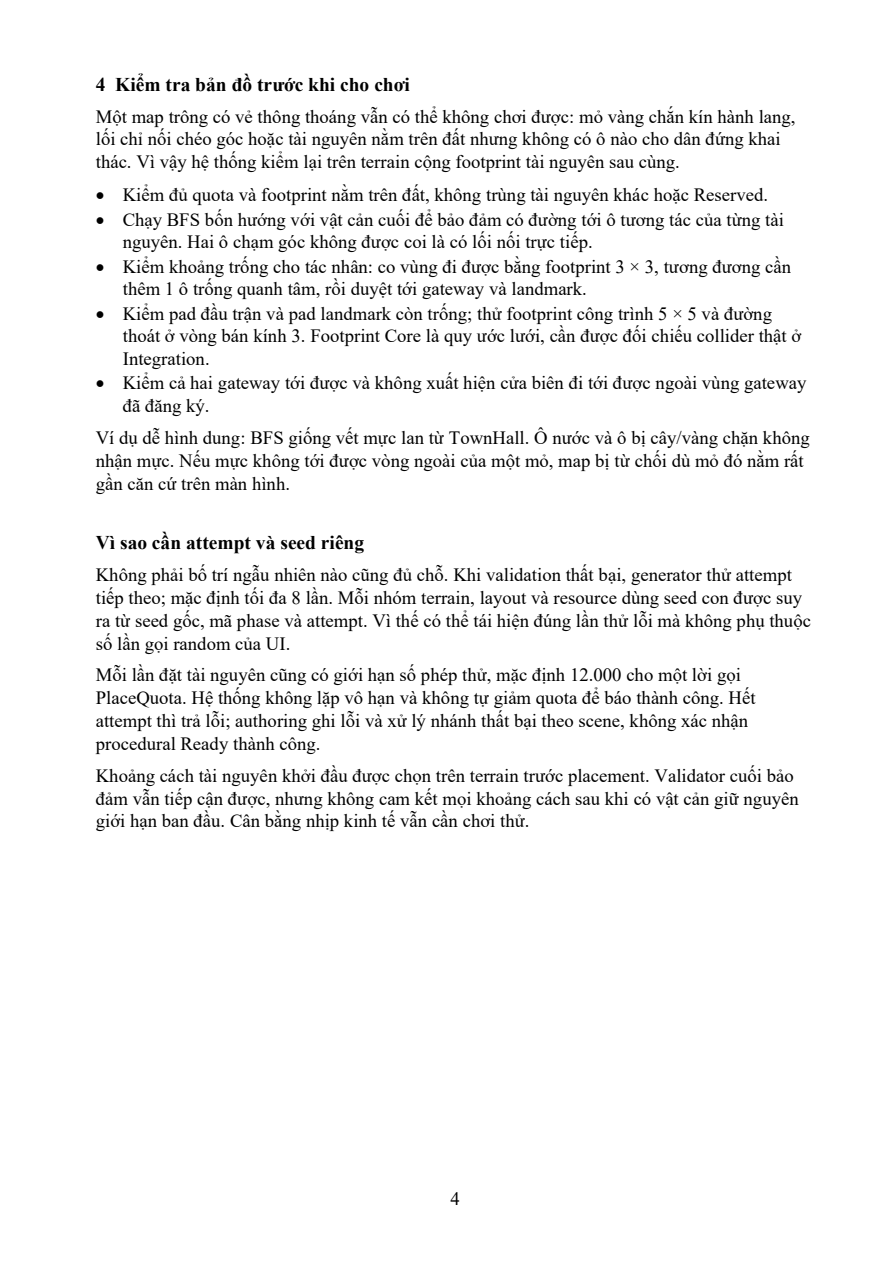 4 Kiểm tra bản đồ trước khi cho chơi
Một map trông có vẻ thông thoáng vẫn có thể không chơi được: mỏ vàng chắn kín hành lang,
lối chỉ nối chéo góc hoặc tài nguyên nằm trên đất nhưng không có ô nào cho dân đứng khai
thác. Vì vậy hệ thống kiểm lại trên terrain cộng footprint tài nguyên sau cùng.
• Kiểm đủ quota và footprint nằm trên đất, không trùng tài nguyên khác hoặc Reserved.
• Chạy BFS bốn hướng với vật cản cuối để bảo đảm có đường tới ô tương tác của từng tài
nguyên. Hai ô chạm góc không được coi là có lối nối trực tiếp.
• Kiểm khoảng trống cho tác nhân: co vùng đi được bằng footprint 3 × 3, tương đương cần
thêm 1 ô trống quanh tâm, rồi duyệt tới gateway và landmark.
• Kiểm pad đầu trận và pad landmark còn trống; thử footprint công trình 5 × 5 và đường
thoát ở vòng bán kính 3. Footprint Core là quy ước lưới, cần được đối chiếu collider thật ở
Integration.
• Kiểm cả hai gateway tới được và không xuất hiện cửa biên đi tới được ngoài vùng gateway
đã đăng ký.
Ví dụ dễ hình dung: BFS giống vết mực lan từ TownHall. Ô nước và ô bị cây/vàng chặn không
nhận mực. Nếu mực không tới được vòng ngoài của một mỏ, map bị từ chối dù mỏ đó nằm rất
gần căn cứ trên màn hình.
Vì sao cần attempt và seed riêng
Không phải bố trí ngẫu nhiên nào cũng đủ chỗ. Khi validation thất bại, generator thử attempt
tiếp theo; mặc định tối đa 8 lần. Mỗi nhóm terrain, layout và resource dùng seed con được suy
ra từ seed gốc, mã phase và attempt. Vì thế có thể tái hiện đúng lần thử lỗi mà không phụ thuộc
số lần gọi random của UI.
Mỗi lần đặt tài nguyên cũng có giới hạn số phép thử, mặc định 12.000 cho một lời gọi
PlaceQuota. Hệ thống không lặp vô hạn và không tự giảm quota để báo thành công. Hết
attempt thì trả lỗi; authoring ghi lỗi và xử lý nhánh thất bại theo scene, không xác nhận
procedural Ready thành công.
Khoảng cách tài nguyên khởi đầu được chọn trên terrain trước placement. Validator cuối bảo
đảm vẫn tiếp cận được, nhưng không cam kết mọi khoảng cách sau khi có vật cản giữ nguyên
giới hạn ban đầu. Cân bằng nhịp kinh tế vẫn cần chơi thử.
4